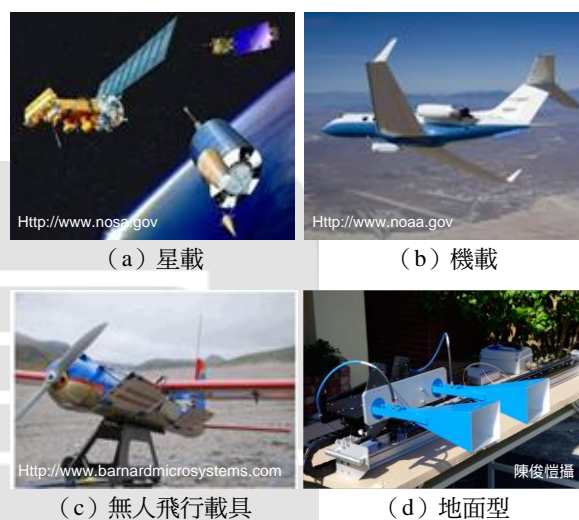 Http://www.nosa.gov
Http://www.noaa.gov
（a）星載
（b）機載
Http://www.barnardmicrosystems.com
陳俊愷攝
（c）無人飛行載具
（d）地面型